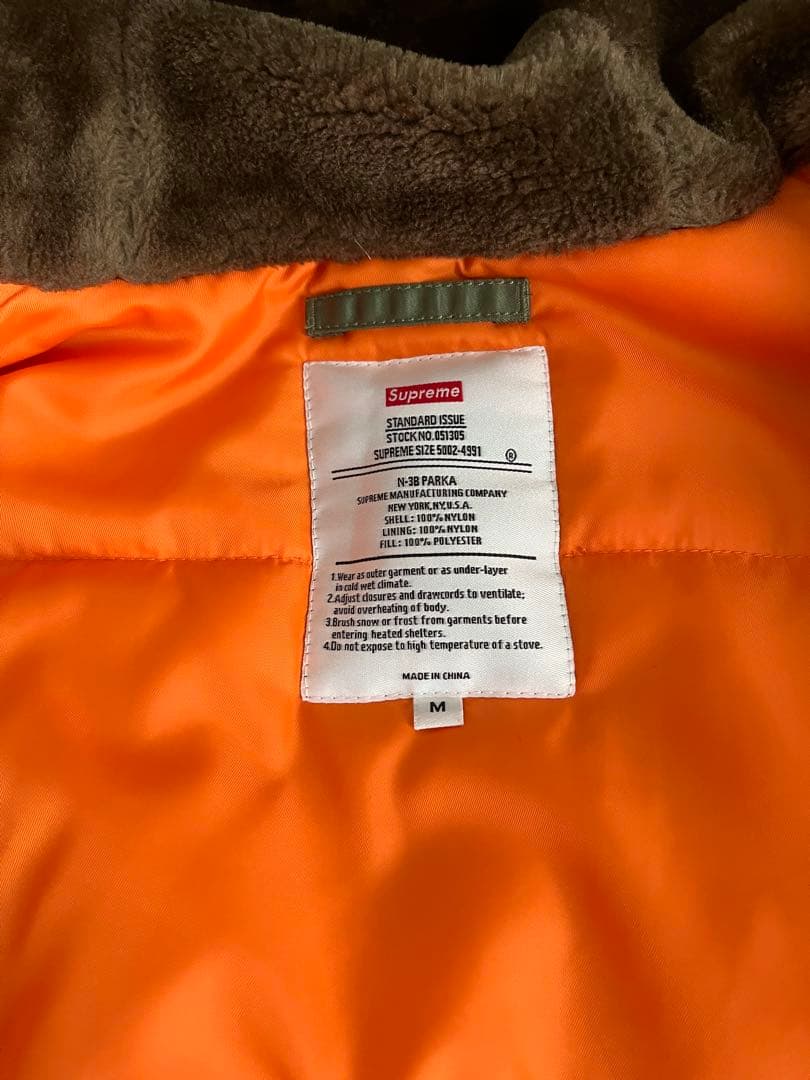 Supreme
STANDARD ISSUE
STOCK NO. 051305
SUPREME SIZE 5002-4991 ®
N-3B PARKA
SUPREME MANUFACTURING COMPANY
NEW YORK, NY, U.S.A.
SHELL: 100% NYLON
LINING: 100% NYLON
FILL: 100% POLYESTER
1.Wear as outer garment or as under-layer
in cold wet climate.
2.Adjust closures and drawcords to ventilate;
avoid overheating of body.
3.Brush snow or frost from garments before
entering heated shelters.
4.Do not expose to high temperature of a stove.
MADE IN CHINA
M